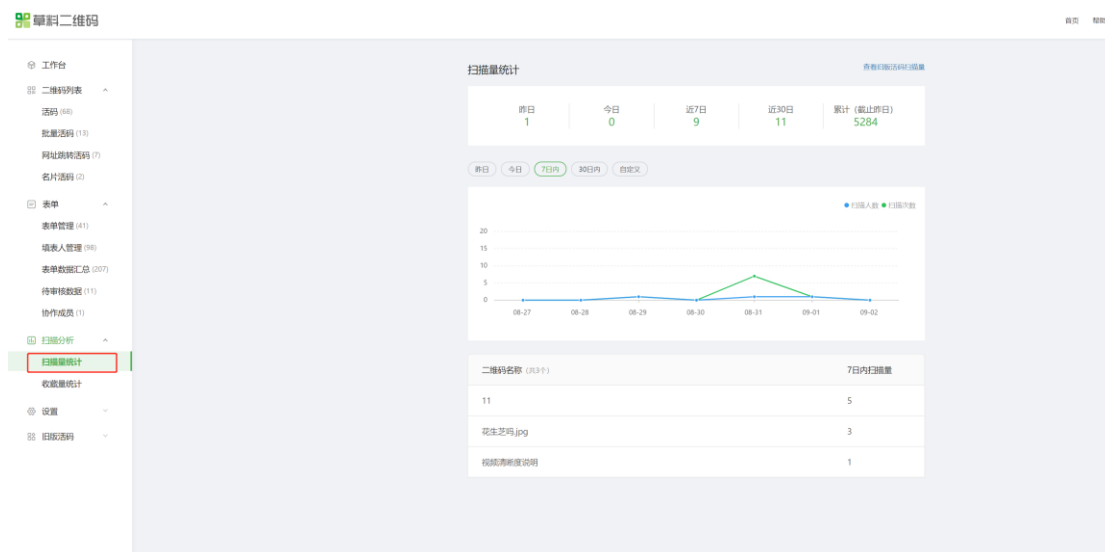 草料二维码
首页 帮助
工作台
二维码列表
活码 (68)
批量活码 (13)
网址跳转活码 (7)
名片活码 (2)
表单
表单管理 (41)
填表人管理 (98)
表单数据汇总 (207)
待审核数据 (11)
协作成员 (1)
扫描分析
扫描量统计
收藏量统计
设置
旧版活码
扫描量统计 查看旧版活码扫描量
昨日 今日 近7日 近30日 累计 (截止昨日)
1 0 9 11 5284
昨日 今日 7日内 30日内 自定义
扫描人数 扫描次数
20
15
10
5
0
08-27 08-28 08-29 08-30 08-31 09-01 09-02
二维码名称 (共3个) 7日内扫描量
11 5
花生芝吗.jpg 3
视频清晰度说明 1